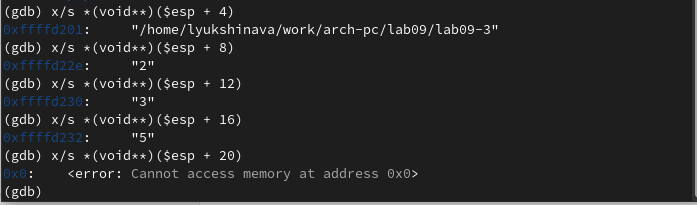 (gdb) x/s *(void**)($esp + 4)
0xffffd201:     "/home/lyukshinava/work/arch-pc/lab09/lab09-3"
(gdb) x/s *(void**)($esp + 8)
0xffffd22e:     "2"
(gdb) x/s *(void**)($esp + 12)
0xffffd230:     "3"
(gdb) x/s *(void**)($esp + 16)
0xffffd232:     "5"
(gdb) x/s *(void**)($esp + 20)
0x0:    <error: Cannot access memory at address 0x0>
(gdb)